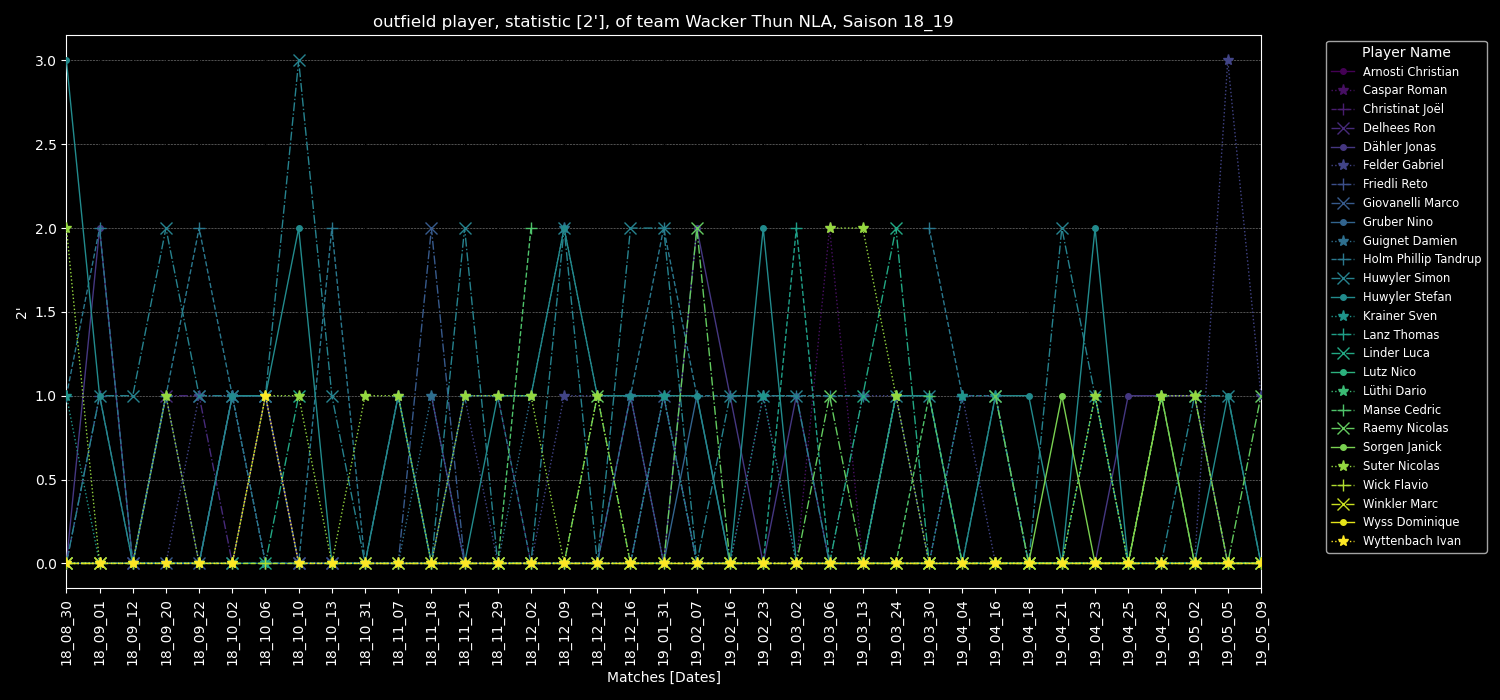 outfield player, statistic [2'], of team Wacker Thun NLA, Saison 18_19
3.0
2.5
2.0
1.5
1.0
0.5
0.0
2'
18_08_30
18_09_01
18_09_12
18_09_20
18_09_22
18_10_02
18_10_06
18_10_10
18_10_13
18_10_31
18_11_07
18_11_18
18_11_21
18_11_29
18_12_02
18_12_09
18_12_12
18_12_16
19_01_31
19_02_07
19_02_16
19_02_23
19_03_02
19_03_06
19_03_13
19_03_24
19_03_30
19_04_04
19_04_16
19_04_18
19_04_21
19_04_23
19_04_25
19_04_28
19_05_02
19_05_05
19_05_09
Matches [Dates]
Player Name
Arnosti Christian
Caspar Roman
Christinat Joël
Delhees Ron
Dähler Jonas
Felder Gabriel
Friedli Reto
Giovanelli Marco
Gruber Nino
Guignet Damien
Holm Phillip Tandrup
Huwyler Simon
Huwyler Stefan
Krainer Sven
Lanz Thomas
Linder Luca
Lutz Nico
Lüthi Dario
Manse Cedric
Raemy Nicolas
Sorgen Janick
Suter Nicolas
Wick Flavio
Winkler Marc
Wyss Dominique
Wyttenbach Ivan